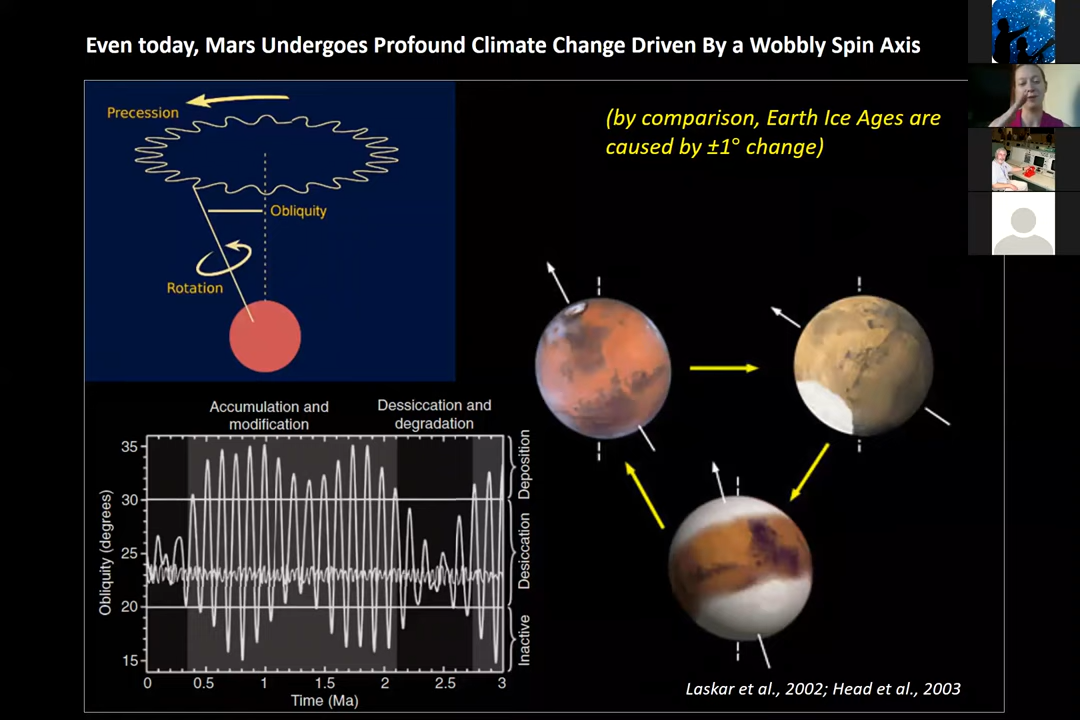 Even today, Mars Undergoes Profound Climate Change Driven By a Wobbly Spin Axis
Precession
Obliquity
Rotation
(by comparison, Earth Ice Ages are
caused by ±1° change)
Accumulation and
modification
Dessiccation and
degradation
Obliquity (degrees)
35
30
25
20
15
Deposition
Desiccation
Inactive
0
0.5
1
1.5
2
2.5
3
Time (Ma)
Laskar et al., 2002; Head et al., 2003